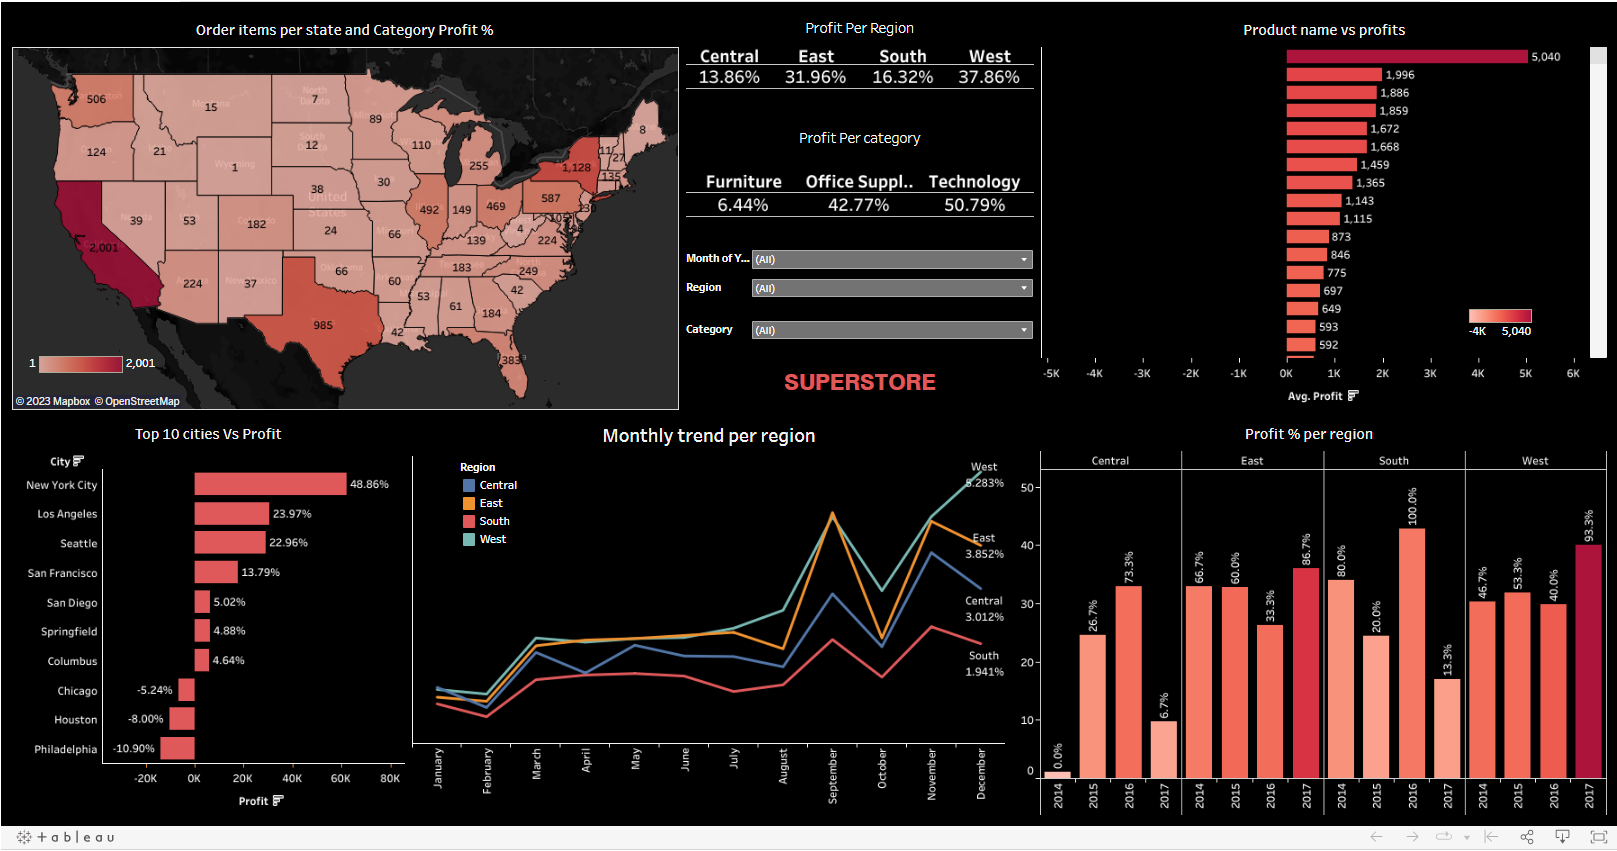 Order items per state and Category Profit %
506
15
7
89
8
124
21
12
110
11
27
1
255
1,128
135
38
30
United
States
39
53
182
24
492
149
469
587
130
105
66
4
139
224
224
37
66
183
249
60
42
53
61
184
2,001
985
42
383
1
2,001
© 2023 Mapbox © OpenStreetMap
Profit Per Region
Central East South West
13.86% 31.96% 16.32% 37.86%
Profit Per category
Furniture Office Suppl.. Technology
6.44% 42.77% 50.79%
Month of Y... (All)
Region (All)
Category (All)
SUPERSTORE
Product name vs profits
5,040
1,996
1,886
1,859
1,672
1,668
1,459
1,365
1,143
1,115
873
846
775
697
649
593
592
-4K 5,040
-5K -4K -3K -2K -1K 0K 1K 2K 3K 4K 5K 6K
Avg. Profit
Top 10 cities Vs Profit
City
New York City 48.86%
Los Angeles 23.97%
Seattle 22.96%
San Francisco 13.79%
San Diego 5.02%
Springfield 4.88%
Columbus 4.64%
Chicago -5.24%
Houston -8.00%
Philadelphia -10.90%
-20K 0K 20K 40K 60K 80K
Profit
Monthly trend per region
Region
Central
East
South
West
West
5.283%
East
3.852%
Central
3.012%
South
1.941%
January February March April May June July August September October November December
Profit % per region
Central East South West
50
40
30
20
10
0
0.0% 26.7% 73.3% 6.7% 66.7% 60.0% 33.3% 86.7% 80.0% 20.0% 100.0% 13.3% 46.7% 53.3% 40.0% 93.3%
2014 2015 2016 2017 2014 2015 2016 2017 2014 2015 2016 2017 2014 2015 2016 2017
+ableau